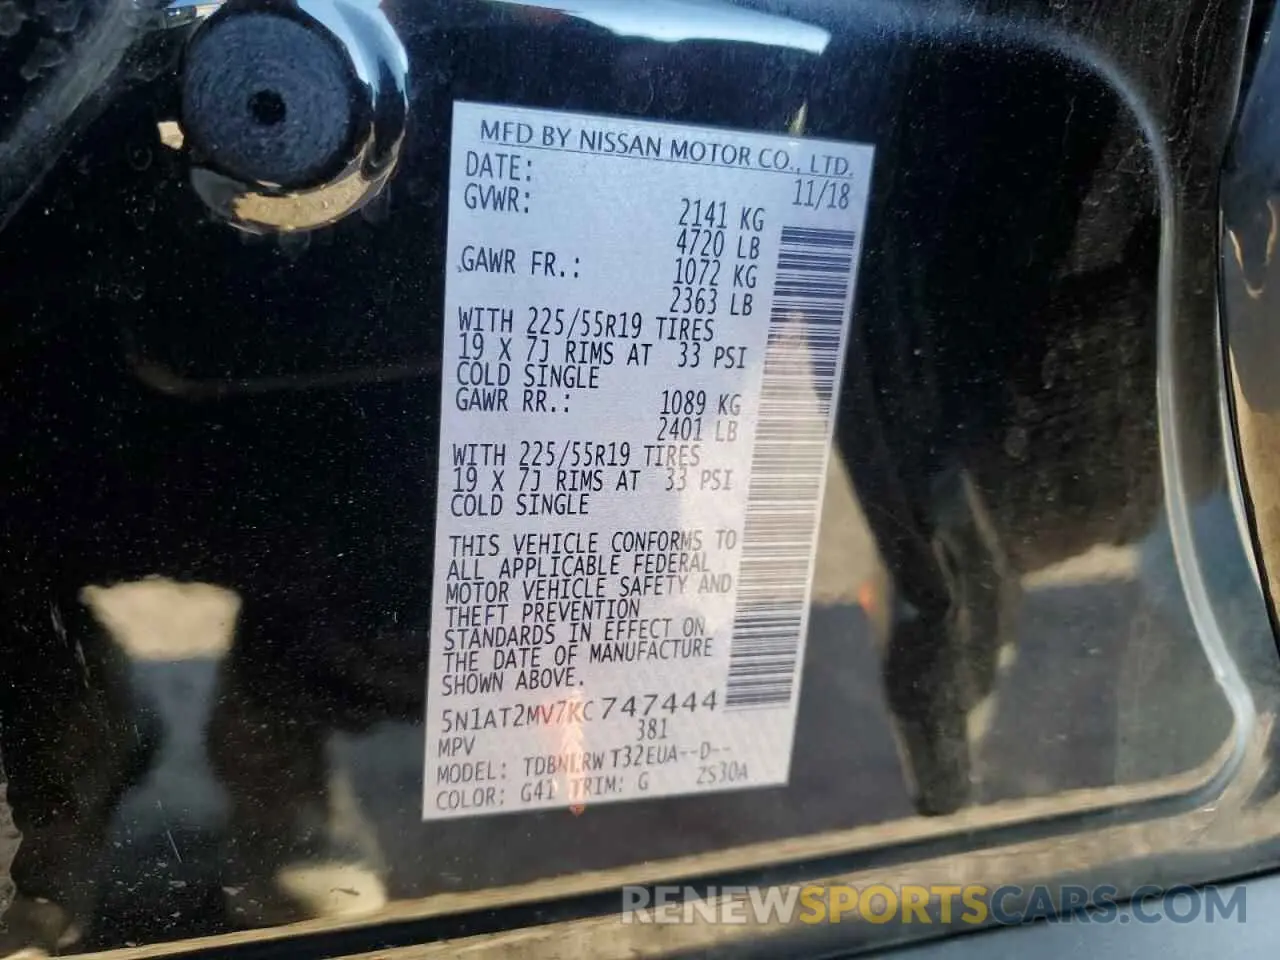 MFD BY NISSAN MOTOR CO., LTD.
DATE: 11/18
GVWR: 2141 KG
4720 LB
GAWR FR.: 1072 KG
2363 LB
WITH 225/55R19 TIRES
19 X 7J RIMS AT 33 PSI
COLD SINGLE
GAWR RR.: 1089 KG
2401 LB
WITH 225/55R19 TIRES
19 X 7J RIMS AT 33 PSI
COLD SINGLE
THIS VEHICLE CONFORMS TO
ALL APPLICABLE FEDERAL
MOTOR VEHICLE SAFETY AND
THEFT PREVENTION
STANDARDS IN EFFECT ON
THE DATE OF MANUFACTURE
SHOWN ABOVE.
5N1AT2MV7KC747444
MPV 381
MODEL: T32EUA--D--
COLOR: G41 TRIM: G ZS30A
RENEWSPORTSCARS.COM